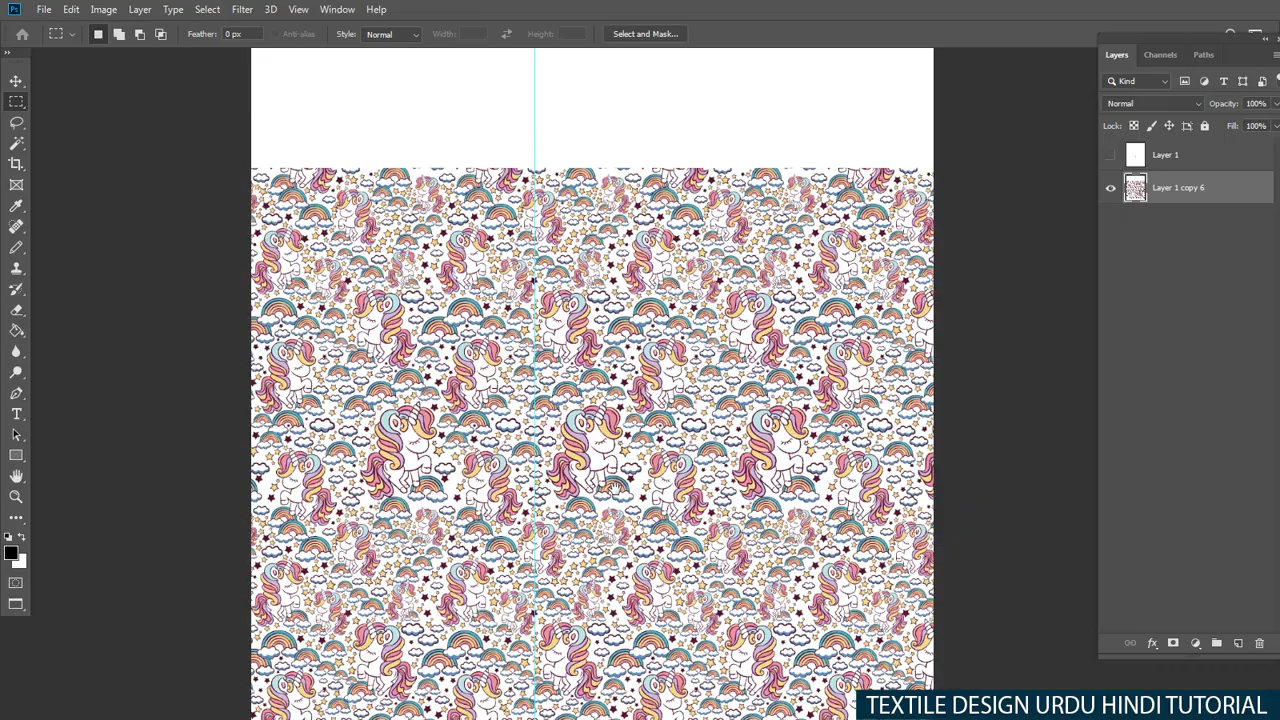 Ps File Edit Image Layer Type Select Filter 3D View Window Help
Feather: 0 px Anti-alias Style: Normal Width: Height: Select and Mask...
Layers Channels Paths
Kind
Normal Opacity: 100%
Lock: Fill: 100%
Layer 1
Layer 1 copy 6
fx
TEXTILE DESIGN URDU HINDI TUTORIAL